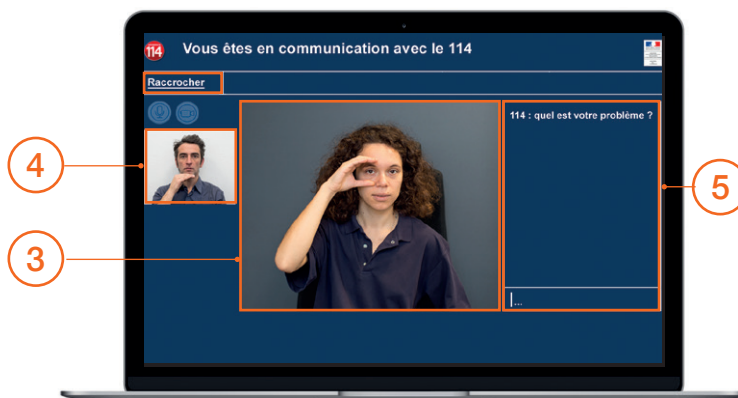 114
Vous êtes en communication avec le 114
Raccrocher
114 : quel est votre problème ?
...
4
3
5